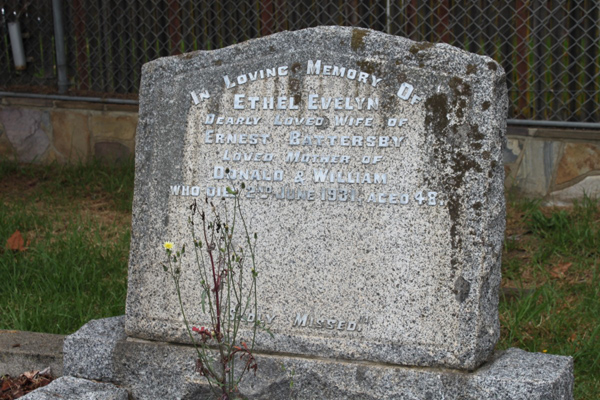 In Loving Memory Of
Ethel Evelyn
Dearly Loved Wife of
Ernest Battersby
Loved Mother of
Donald & William
Who Died June 1931, Aged 48.
Missed.